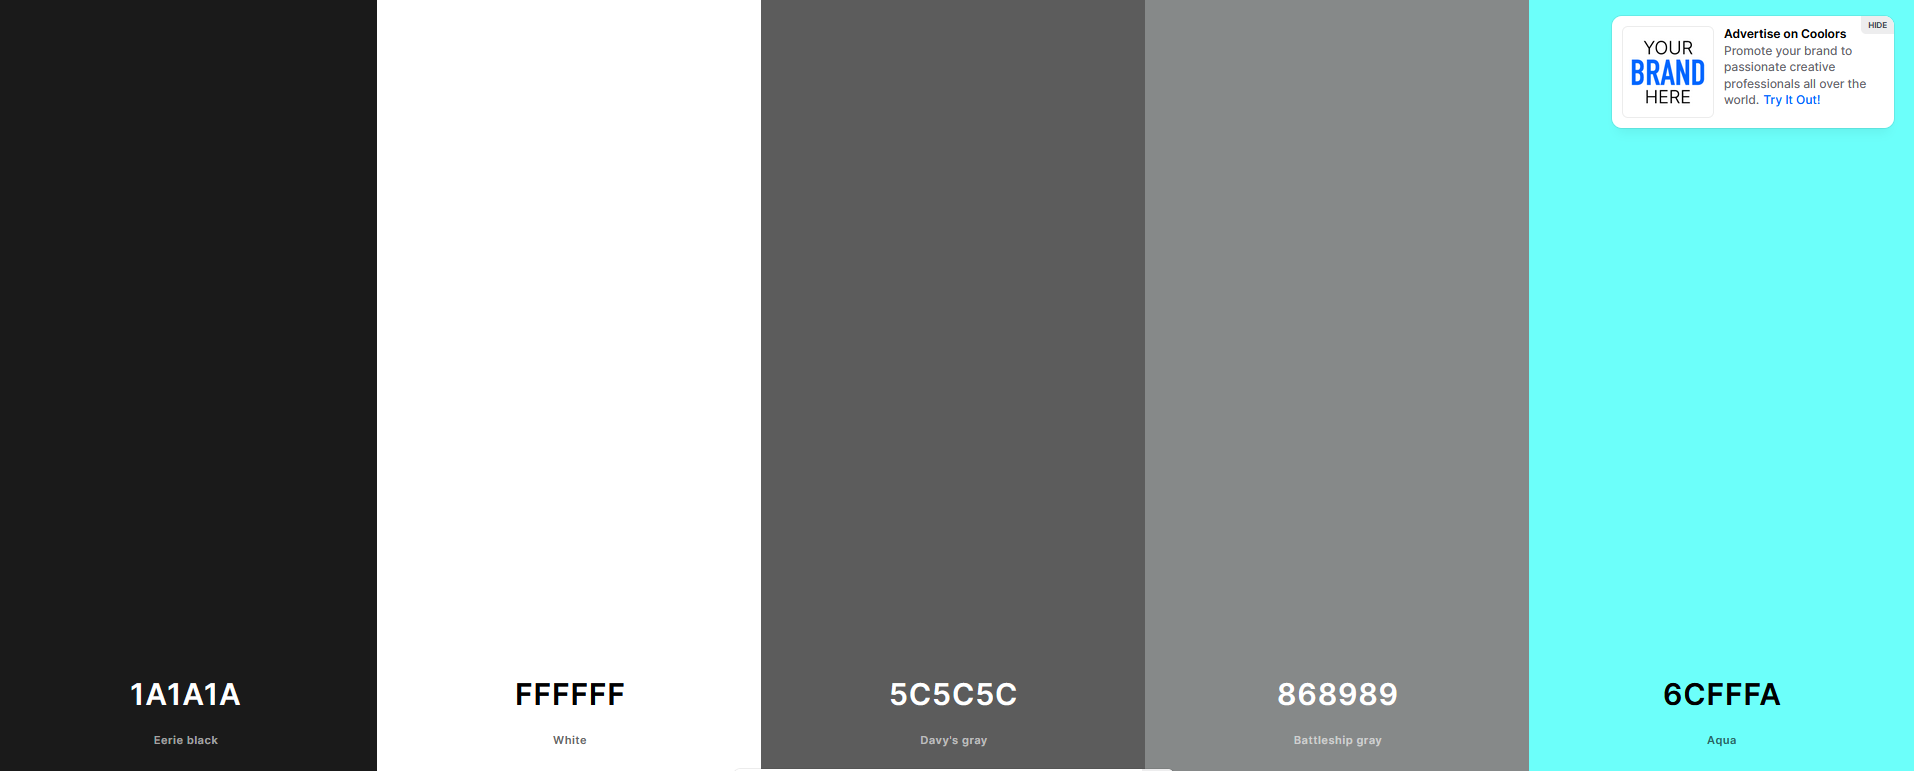 HIDE
YOUR
BRAND
HERE
Advertise on Coolors
Promote your brand to
passionate creative
professionals all over the
world. Try It Out!
1A1A1A
Eerie black
FFFFFF
White
5C5C5C
Davy's gray
868989
Battleship gray
6CFFFA
Aqua